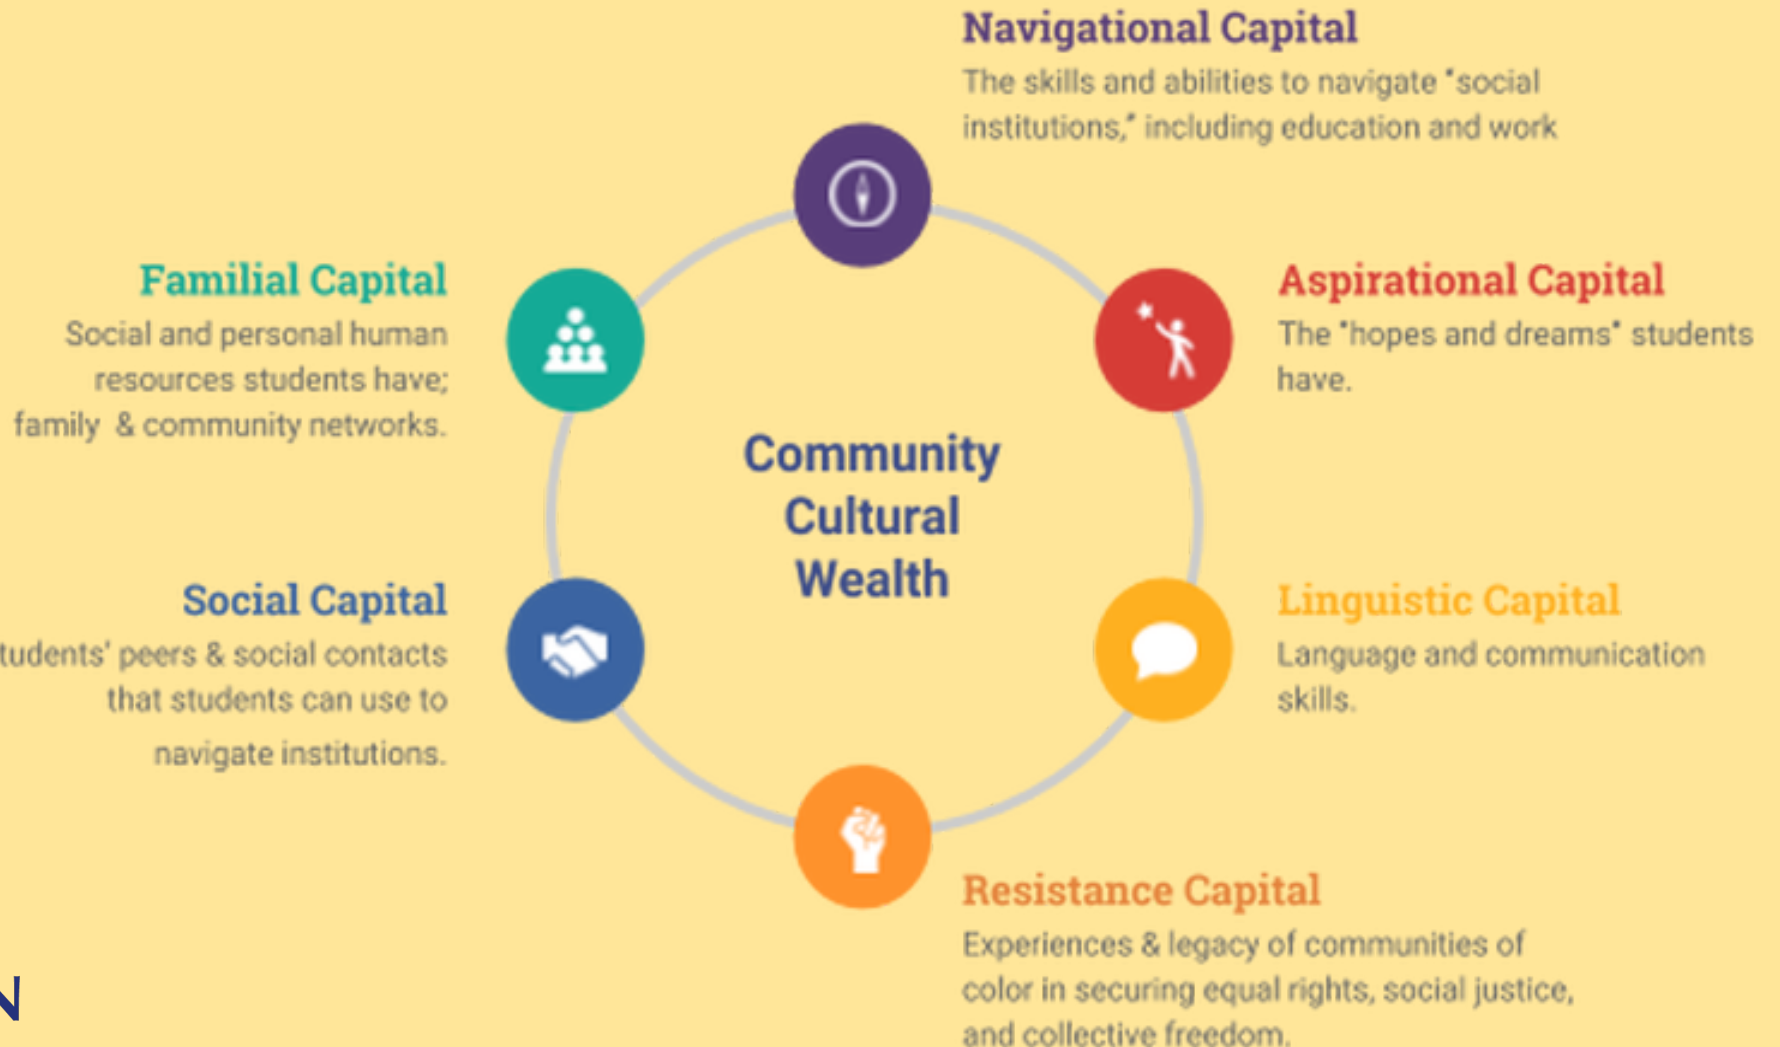 Navigational Capital
The skills and abilities to navigate "social
institutions," including education and work
Aspirational Capital
The "hopes and dreams" students
have.
Linguistic Capital
Language and communication
skills.
Resistance Capital
Experiences & legacy of communities of
color in securing equal rights, social justice,
and collective freedom.
Social Capital
tudents' peers & social contacts
that students can use to
navigate institutions.
Familial Capital
Social and personal human
resources students have;
family & community networks.
Community
Cultural
Wealth
N